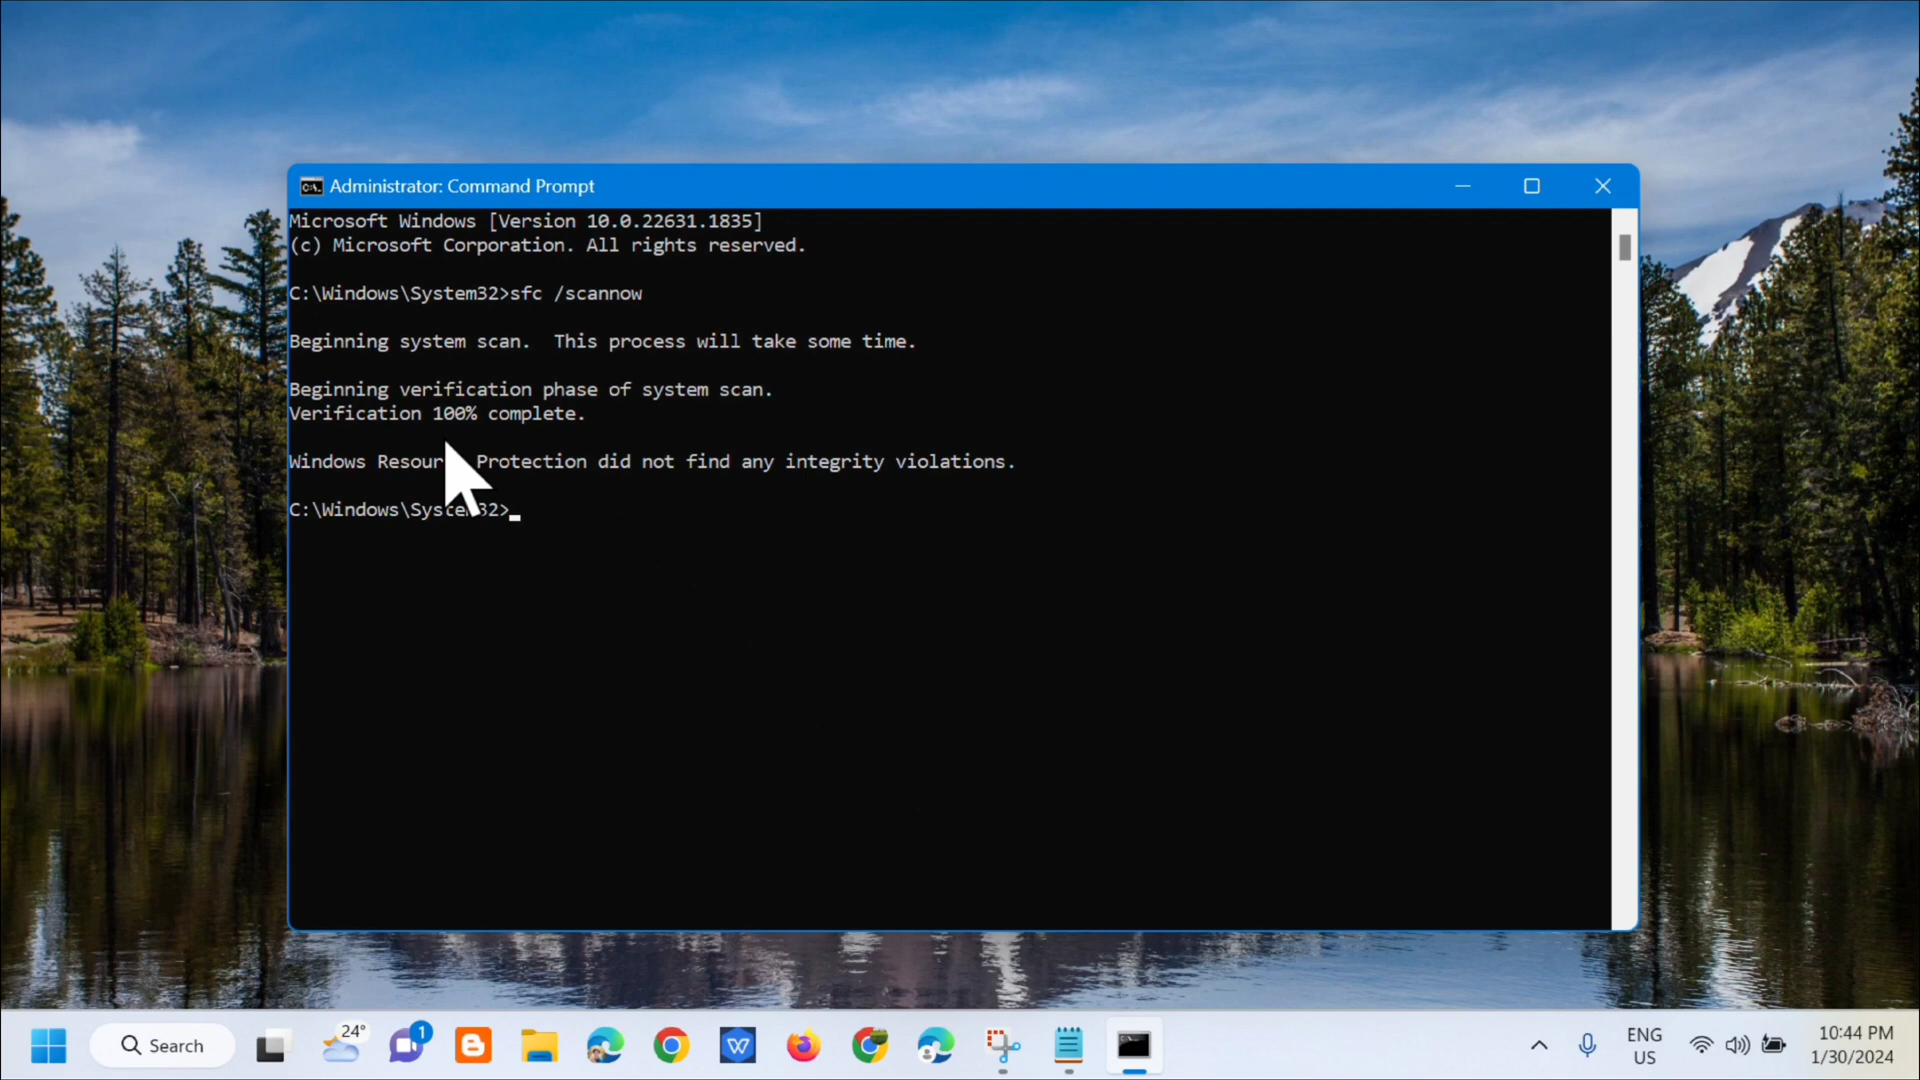 Administrator: Command Prompt
Microsoft Windows [Version 10.0.22631.1835]
(c) Microsoft Corporation. All rights reserved.
C:\Windows\System32>sfc /scannow
Beginning system scan.  This process will take some time.
Beginning verification phase of system scan.
Verification 100% complete.
Windows Resour Protection did not find any integrity violations.
C:\Windows\System32>
Search
24°
1
ENG
US
10:44 PM
1/30/2024